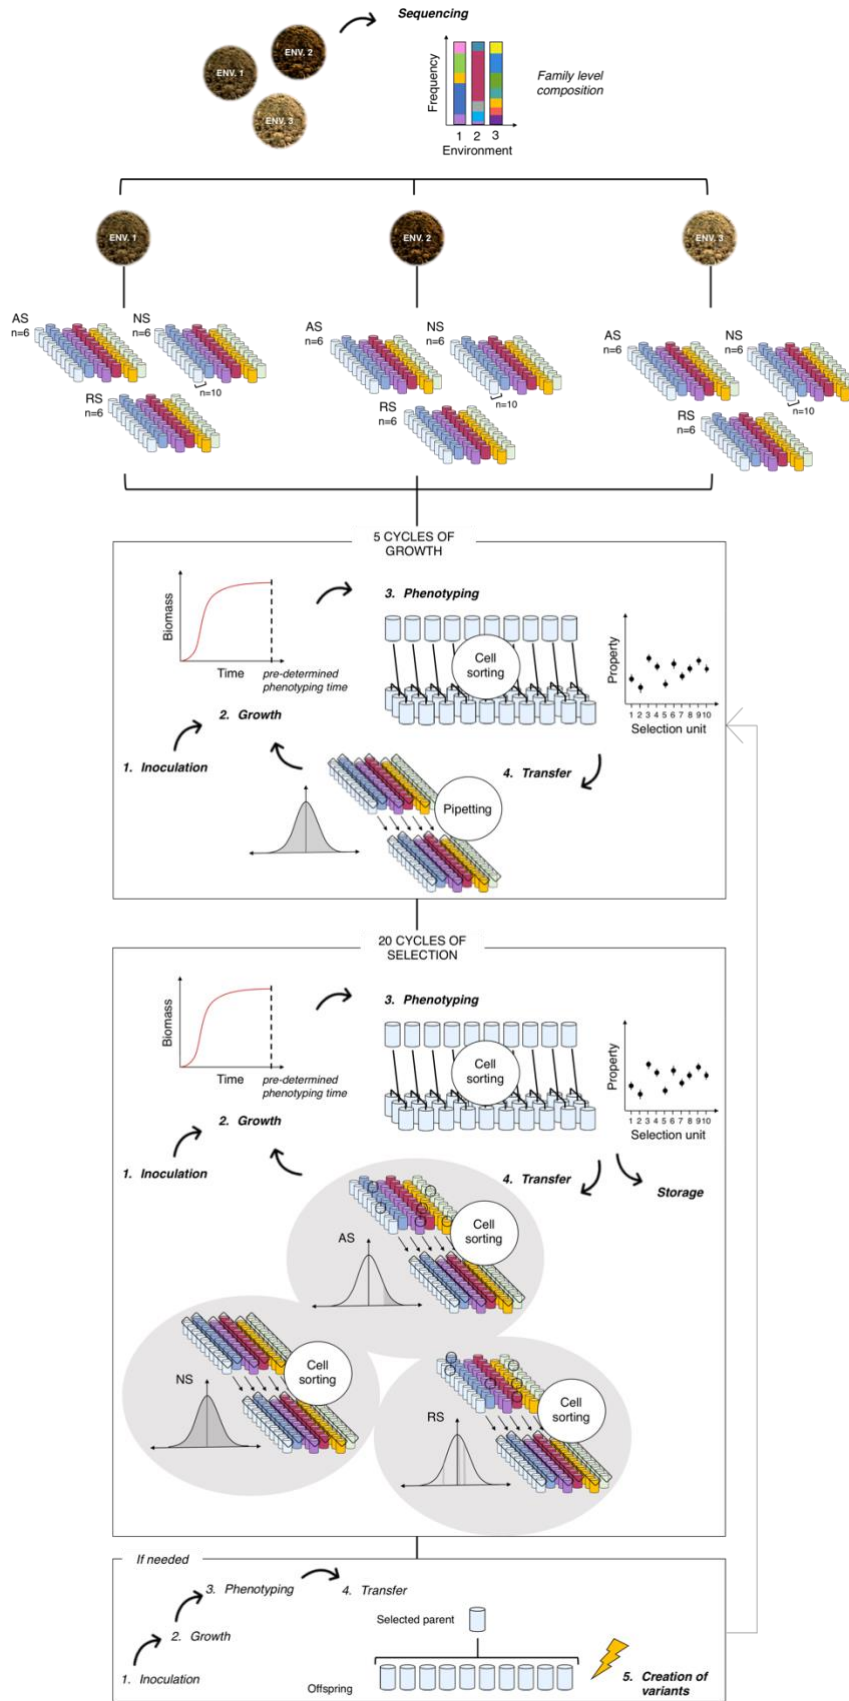 Sequencing
ENV. 1
ENV. 2
ENV. 3
Frequency
1 2 3
Environment
Family level
composition
ENV. 1
ENV. 2
ENV. 3
AS
n=6
NS
n=6
n=10
RS
n=6
AS
n=6
NS
n=6
n=10
RS
n=6
AS
n=6
NS
n=6
n=10
RS
n=6
5 CYCLES OF
GROWTH
Biomass
Time
pre-determined
phenotyping time
3. Phenotyping
Cell
sorting
Property
1 2 3 4 5 6 7 8 9 10
Selection unit
2. Growth
1. Inoculation
4. Transfer
Pipetting
20 CYCLES OF
SELECTION
Biomass
Time
pre-determined
phenotyping time
3. Phenotyping
Cell
sorting
Property
1 2 3 4 5 6 7 8 9 10
Selection unit
2. Growth
1. Inoculation
4. Transfer
Storage
AS
Cell
sorting
NS
Cell
sorting
RS
Cell
sorting
If needed
3. Phenotyping
4. Transfer
2. Growth
1. Inoculation
Selected parent
Offspring
5. Creation of
variants